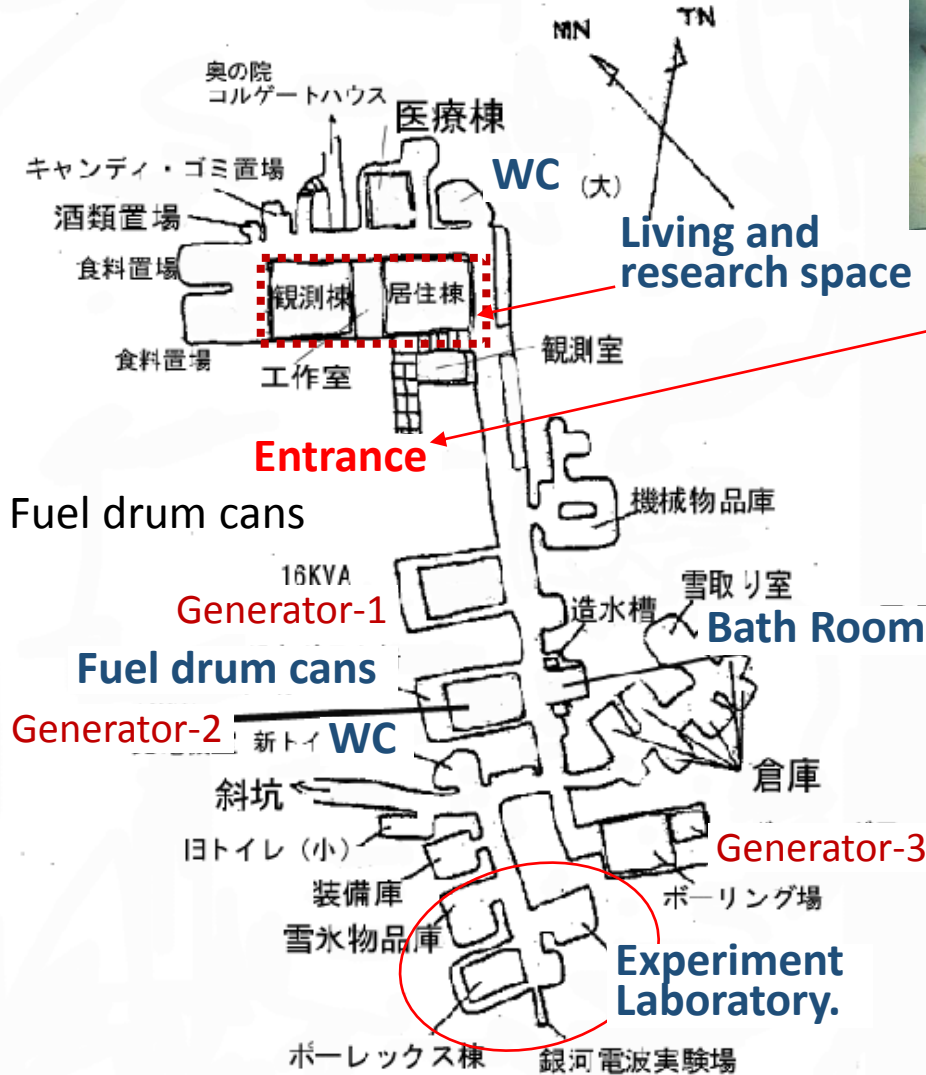 MN
TN
奥の院
コルゲートハウス
医療棟
キャンディ・ゴミ置場
WC (大)
酒類置場
Living and
research space
食料置場
観測棟
居住棟
観測室
食料置場
工作室
Entrance
Fuel drum cans
機械物品庫
16KVA
雪取り室
Generator-1
造水槽
Bath Room
Fuel drum cans
Generator-2
新トイ
WC
斜坑
倉庫
旧トイレ (小)
Generator-3
装備庫
ボーリング場
雪氷物品庫
Experiment
Laboratory.
ポーレックス棟
銀河電波実験場